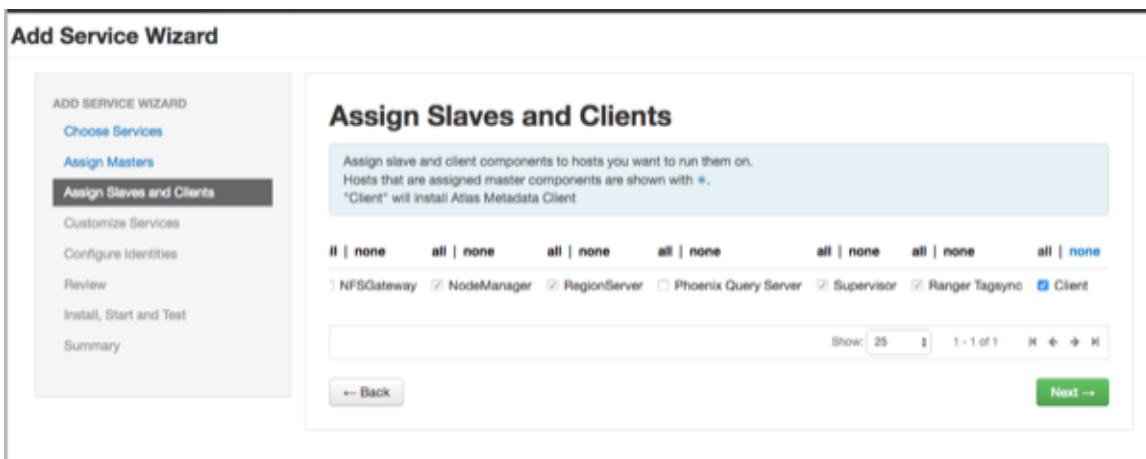 Add Service Wizard
ADD SERVICE WIZARD
Choose Services
Assign Masters
Assign Slaves and Clients
Customize Services
Configure Identities
Review
Install, Start and Test
Summary
Assign Slaves and Clients
Assign slave and client components to hosts you want to run them on.
Hosts that are assigned master components are shown with *.
"Client" will install Atlas Metadata Client
ll | none all | none all | none all | none all | none all | none all | none
NFSGateway NodeManager RegionServer Phoenix Query Server Supervisor Ranger Tagsync Client
Show: 25 1 - 1 of 1
← Back Next →